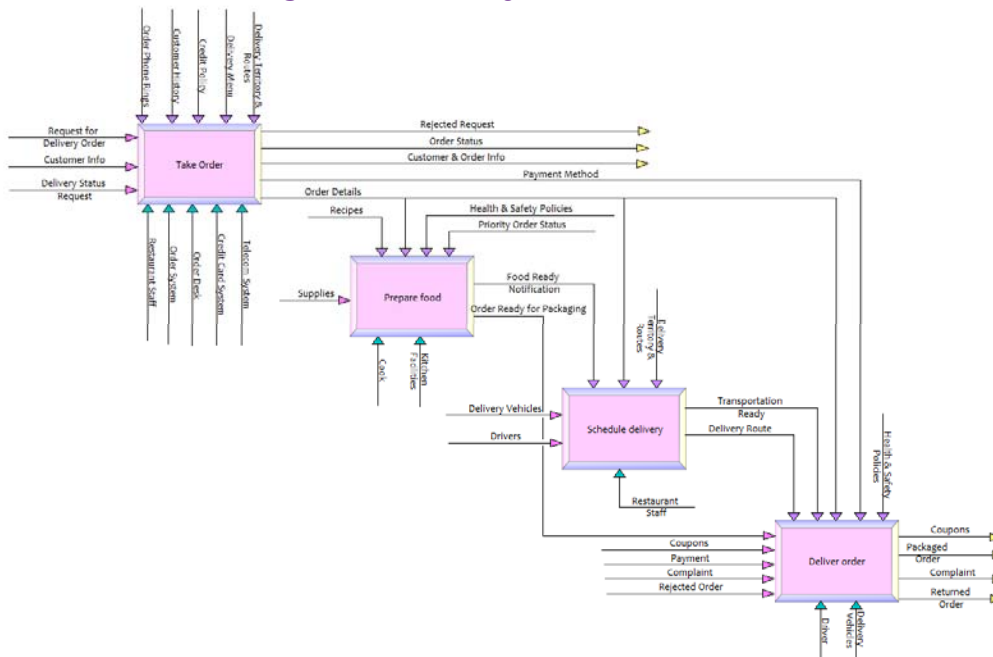 Order Phone Rings
Customer History
Credit Policy
Delivery Menu
Delivery Territory &
Routes
Request for
Delivery Order
Customer Info
Delivery Status
Request
Take Order
Rejected Request
Order Status
Customer & Order Info
Payment Method
Order Details
Restaurant Staff
Order System
Order Desk
Credit Card System
Telecom System
Recipes
Health & Safety Policies
Priority Order Status
Supplies
Prepare food
Food Ready
Notification
Order Ready for Packaging
Cook
Kitchen
Facilities
Delivery
Territory &
Routes
Delivery Vehicles
Drivers
Schedule delivery
Transportation
Ready
Delivery Route
Restaurant
Staff
Health & Safety
Policies
Coupons
Payment
Complaint
Rejected Order
Deliver order
Coupons
Packaged
Order
Complaint
Returned
Order
Driver
Delivery
Vehicles